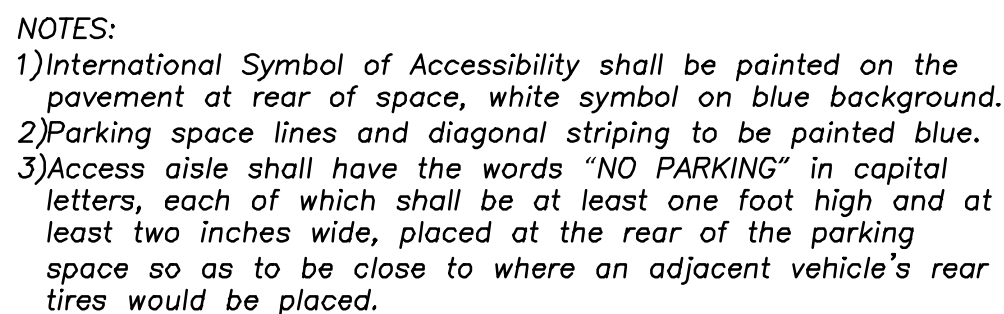 NOTES:
1)International Symbol of Accessibility shall be painted on the
pavement at rear of space, white symbol on blue background.
2)Parking space lines and diagonal striping to be painted blue.
3)Access aisle shall have the words “NO PARKING” in capital
letters, each of which shall be at least one foot high and at
least two inches wide, placed at the rear of the parking
space so as to be close to where an adjacent vehicle's rear
tires would be placed.